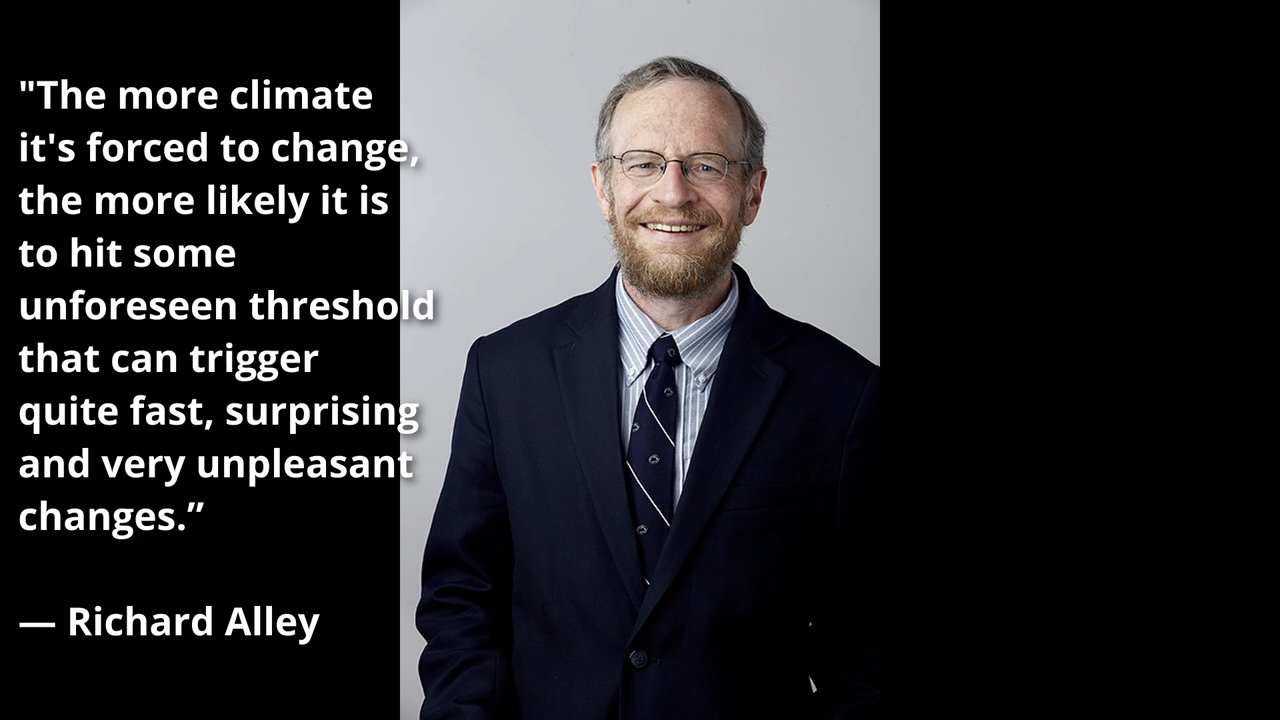 "The more climate
it's forced to change,
the more likely it is
to hit some
unforeseen threshold
that can trigger
quite fast, surprising
and very unpleasant
changes.”
— Richard Alley